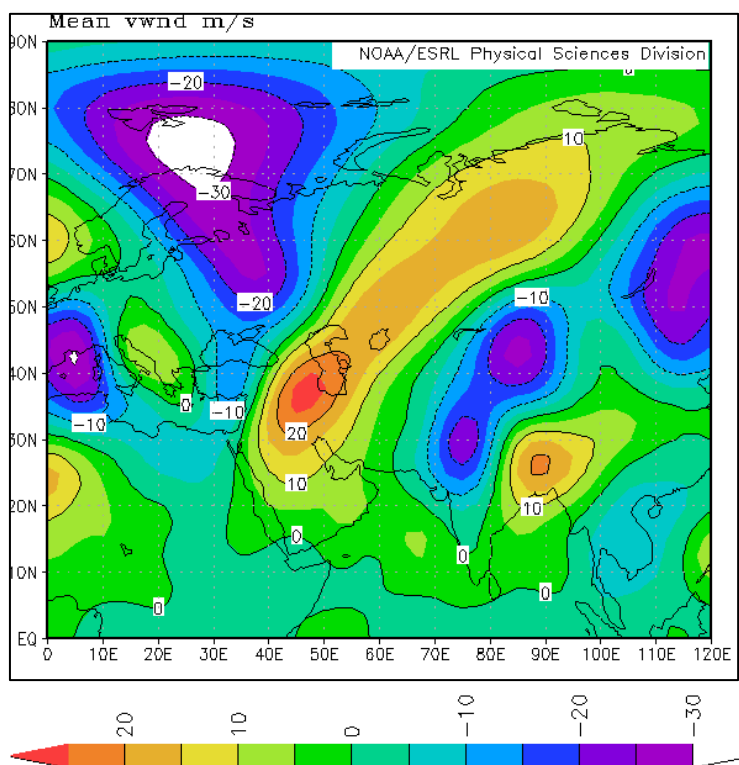 Mean vwnd m/s
90N
NOAA/ESRL Physical Sciences Division
0
80N
-20
10
70N
-30
60N
50N
-20
-10
40N
0
-10
-10
30N
20
20N
10
10
0
0
10N
0
0
EQ
0 10E 20E 30E 40E 50E 60E 70E 80E 90E 100E 110E 120E
20 10 0 -10 -20 -30